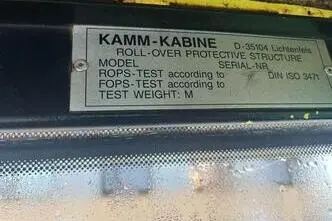 KAMM-KABINE D-35104 Lichtenfels
ROLL-OVER PROTECTIVE STRUCTURE
MODEL SERIAL-NR
ROPS-TEST according to DIN ISO 3471
FOPS-TEST according to
TEST WEIGHT: M